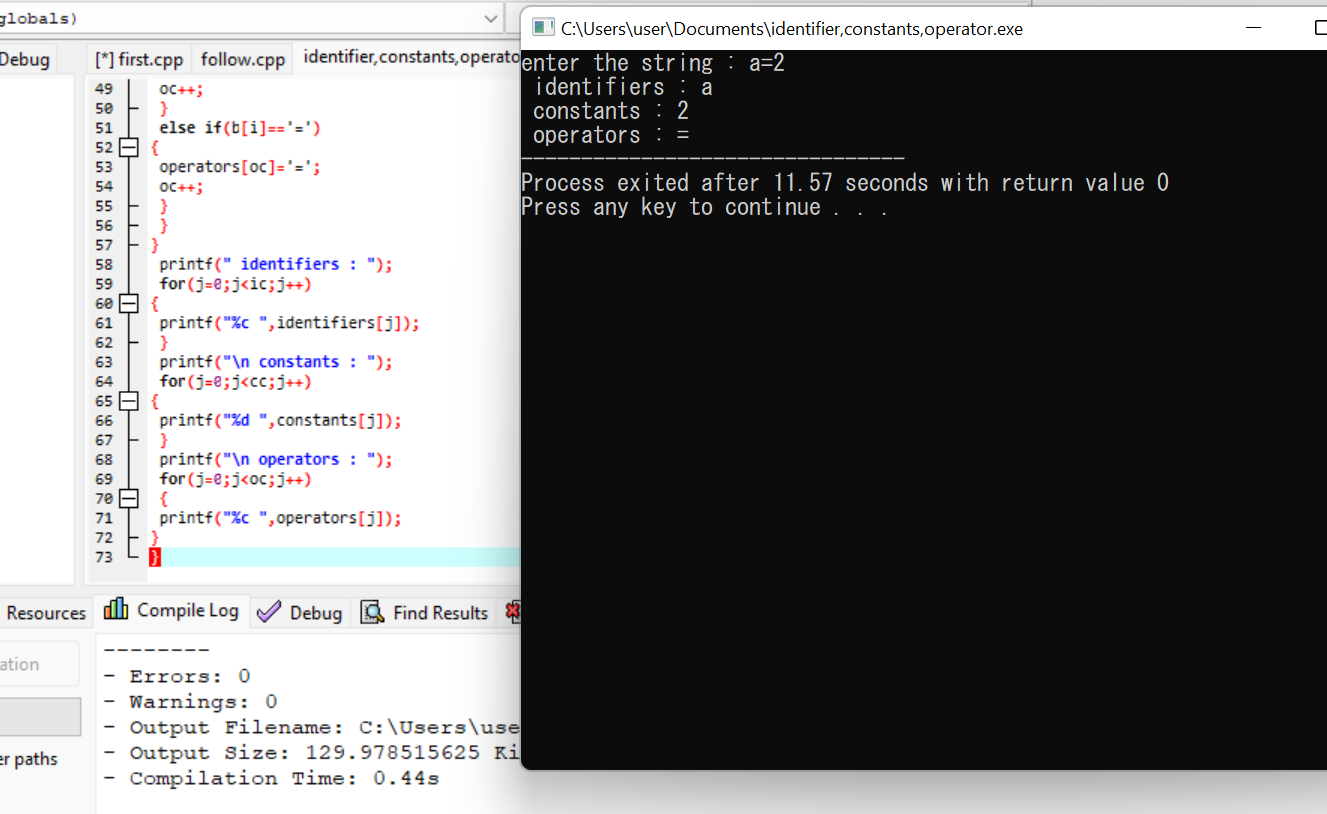 globals)
Debug
[*] first.cpp follow.cpp identifier,constants,operato
49 oc++;
50 }
51 else if(b[i]=='=')
52 {
53 operators[oc]='=';
54 oc++;
55 }
56 }
57 }
58 printf(" identifiers : ");
59 for(j=0;j<ic;j++)
60 {
61 printf("%c ",identifiers[j]);
62 }
63 printf("\n constants : ");
64 for(j=0;j<cc;j++)
65 {
66 printf("%d ",constants[j]);
67 }
68 printf("\n operators : ");
69 for(j=0;j<oc;j++)
70 {
71 printf("%c ",operators[j]);
72 }
73 }
C:\Users\user\Documents\identifier,constants,operator.exe
enter the string : a=2
identifiers : a
constants : 2
operators : =
--------------------------------
Process exited after 11.57 seconds with return value 0
Press any key to continue . . .
Resources Compile Log Debug Find Results
ation
er paths
--------
- Errors: 0
- Warnings: 0
- Output Filename: C:\Users\use
- Output Size: 129.978515625 Ki
- Compilation Time: 0.44s